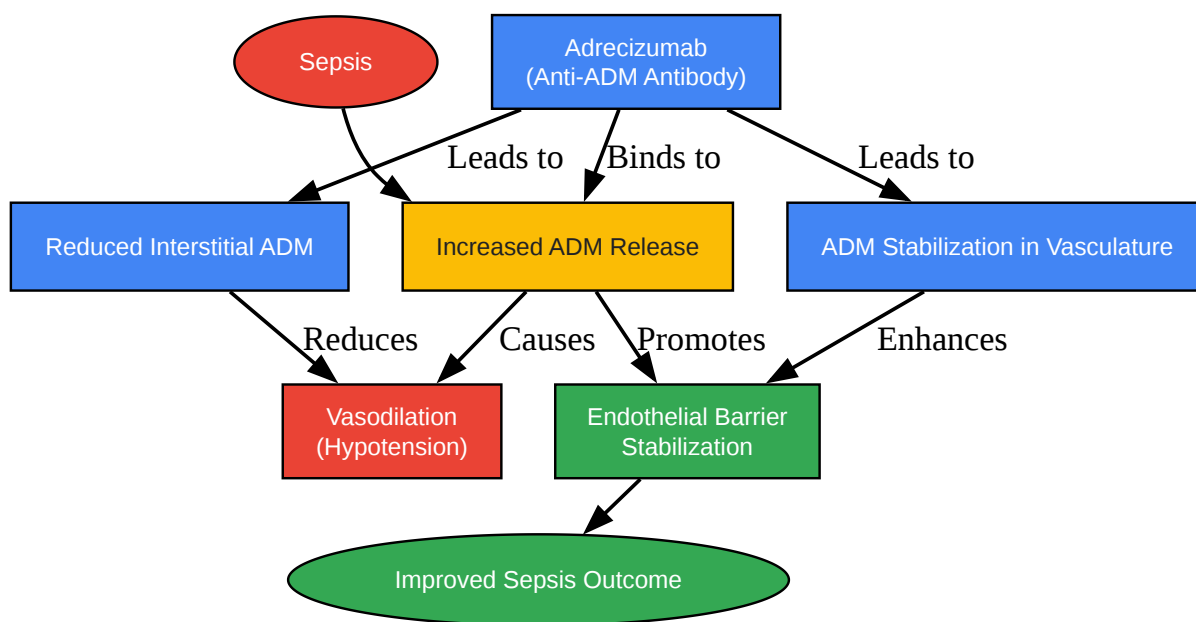 Sepsis
Adrecizumab
(Anti-ADM Antibody)
Leads to
Binds to
Leads to
Reduced Interstitial ADM
Increased ADM Release
ADM Stabilization in Vasculature
Reduces
Causes
Promotes
Enhances
Vasodilation
(Hypotension)
Endothelial Barrier
Stabilization
Improved Sepsis Outcome